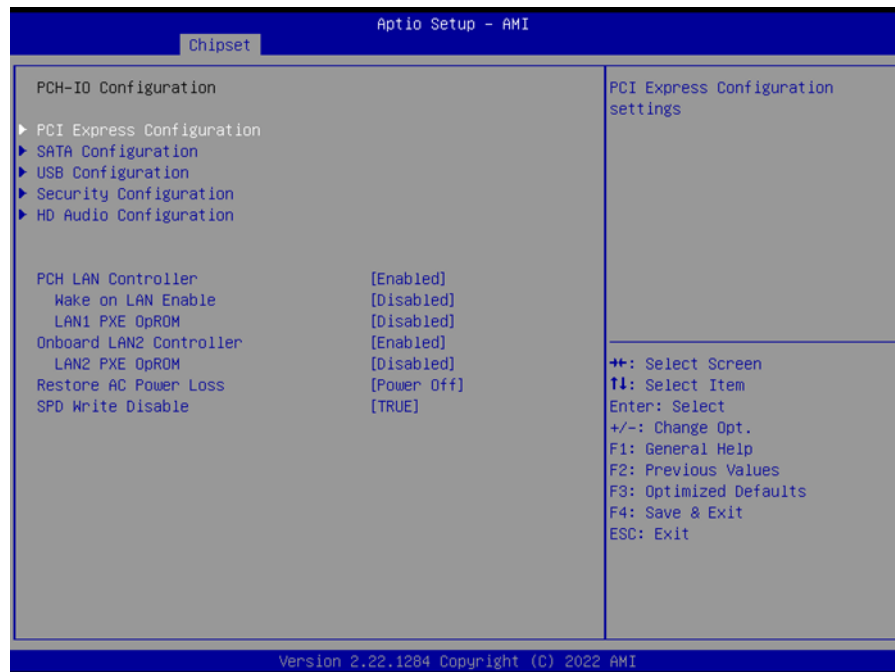 Aptio Setup – AMI
Chipset
PCH-IO Configuration
PCI Express Configuration
SATA Configuration
USB Configuration
Security Configuration
HD Audio Configuration
PCH LAN Controller [Enabled]
Wake on LAN Enable [Disabled]
LAN1 PXE OpROM [Disabled]
Onboard LAN2 Controller [Enabled]
LAN2 PXE OpROM [Disabled]
Restore AC Power Loss [Power Off]
SPD Write Disable [TRUE]
PCI Express Configuration
settings
→←: Select Screen
↑↓: Select Item
Enter: Select
+/-: Change Opt.
F1: General Help
F2: Previous Values
F3: Optimized Defaults
F4: Save & Exit
ESC: Exit
Version 2.22.1284 Copyright (C) 2022 AMI